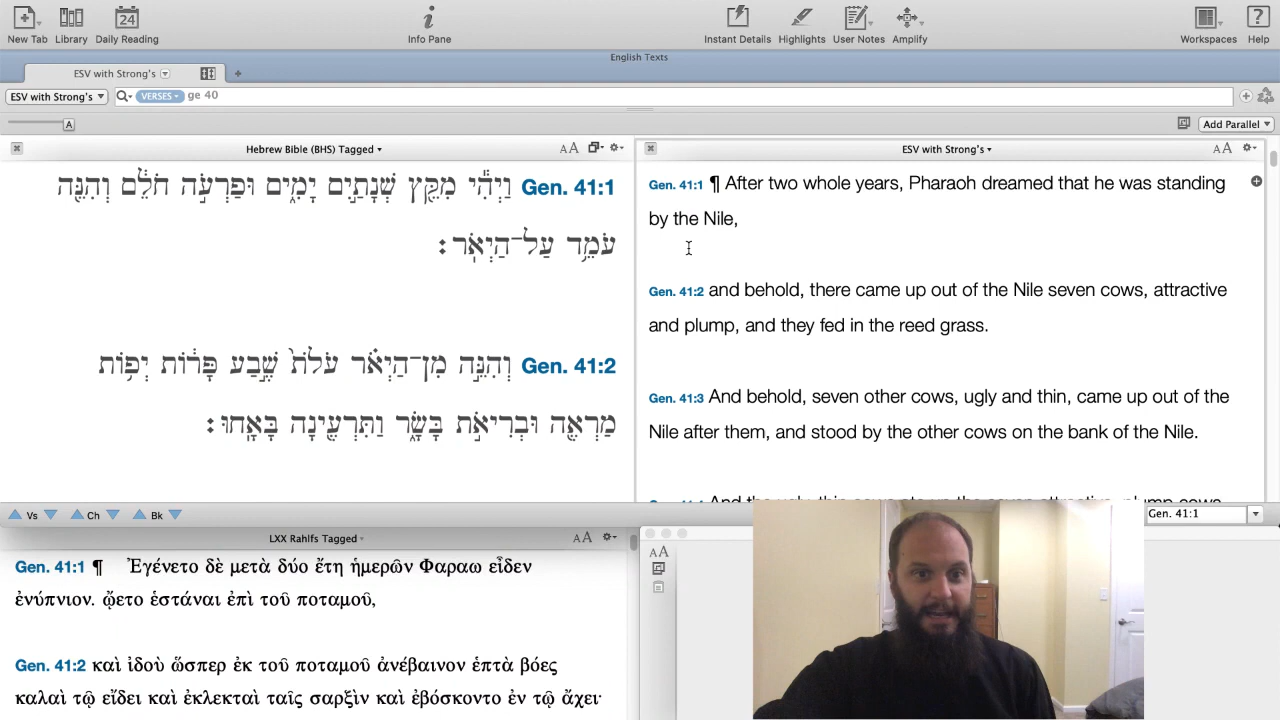 New Tab
Library
Daily Reading
24
Info Pane
Instant Details
Highlights
User Notes
Amplify
Workspaces
Help
English Texts
ESV with Strong's
ESV with Strong's
VERSES
ge 40
A
Add Parallel
Hebrew Bible (BHS) Tagged
AA
Gen. 41:1 וַיְהִ֕י מִקֵּ֖ץ שְׁנָתַ֣יִם יָמִ֑ים וּפַרְעֹ֣ה חֹלֵ֔ם וְהִנֵּ֖ה
עֹמֵ֥ד עַל־הַיְאֹֽר׃
Gen. 41:2 וְהִנֵּ֣ה מִן־הַיְאֹ֗ר עֹלֹת֙ שֶׁ֣בַע פָּר֔וֹת יְפ֥וֹת
מַרְאֶ֖ה וּבְרִיאֹ֣ת בָּשָׂ֑ר וַתִּרְעֶ֖ינָה בָּאָֽחוּ׃
ESV with Strong's
AA
Gen. 41:1 ¶ After two whole years, Pharaoh dreamed that he was standing
by the Nile,
Gen. 41:2 and behold, there came up out of the Nile seven cows, attractive
and plump, and they fed in the reed grass.
Gen. 41:3 And behold, seven other cows, ugly and thin, came up out of the
Nile after them, and stood by the other cows on the bank of the Nile.
Vs
Ch
Bk
Gen. 41:1
LXX Rahlfs Tagged
AA
Gen. 41:1 ¶ Ἐγένετο δὲ μετὰ δύο ἔτη ἡμερῶν Φαραω εἶδεν
ἐνύπνιον. ᾤετο ἑστάναι ἐπὶ τοῦ ποταμοῦ,
Gen. 41:2 καὶ ἰδοὺ ὥσπερ ἐκ τοῦ ποταμοῦ ἀνέβαινον ἑπτὰ βόες
καλαὶ τῷ εἴδει καὶ ἐκλεκταὶ ταῖς σαρξὶν καὶ ἐβόσκοντο ἐν τῷ ἄχει·
AA